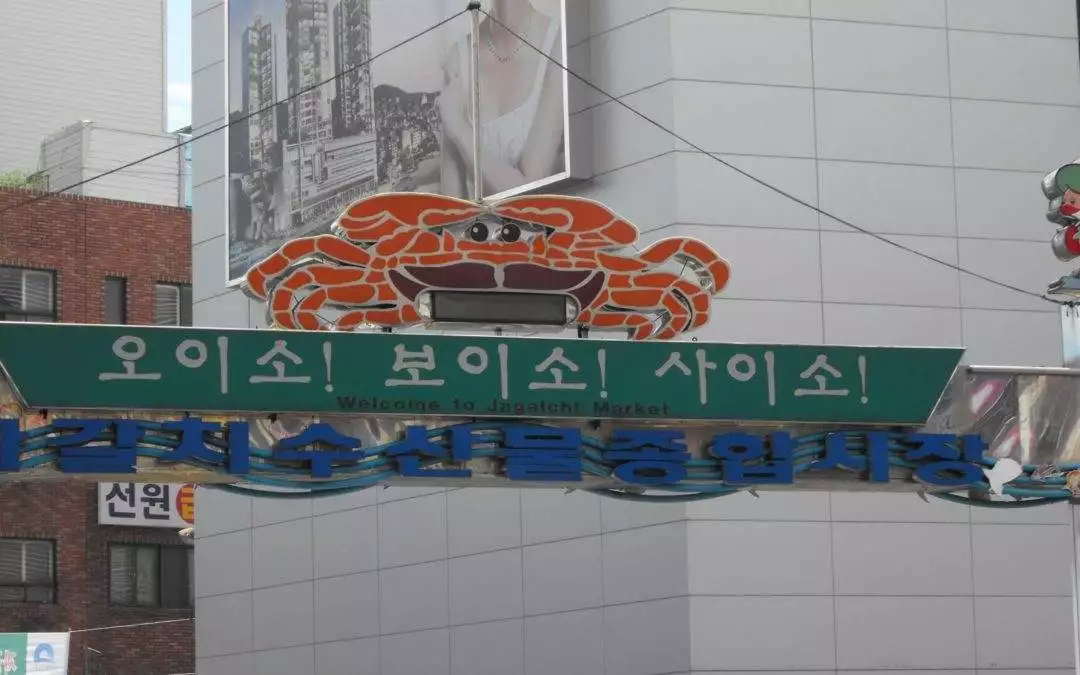 오이소! 보이소! 사이소!
Welcome to Jagalchi Market
갈치수산물종합시장
선원